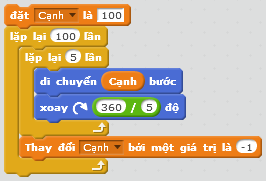 đặt Cạnh là 100
lặp lại 100 lần
lặp lại 5 lần
di chuyển Cạnh bước
xoay 360 / 5 độ
Thay đổi Cạnh bởi một giá trị là -1